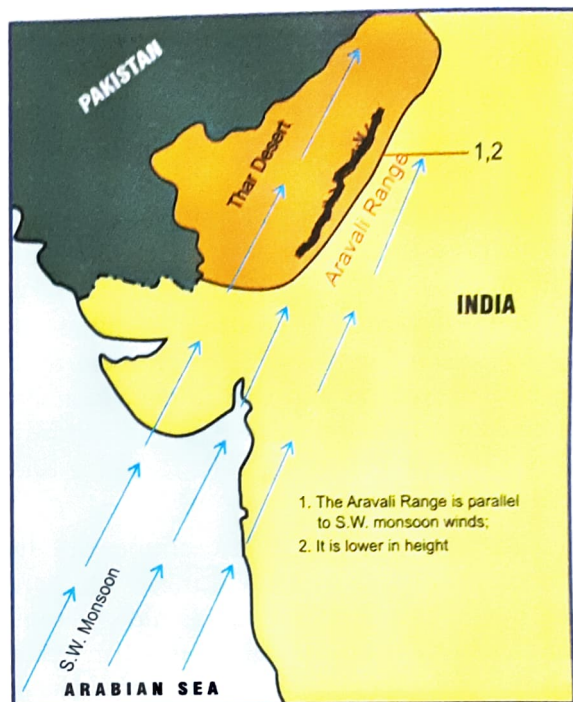 PAKISTAN
Thar Desert
1,2
Aravali Range
INDIA
1. The Aravali Range is parallel
to S.W. monsoon winds;
2. It is lower in height
S.W. Monsoon
ARABIAN SEA